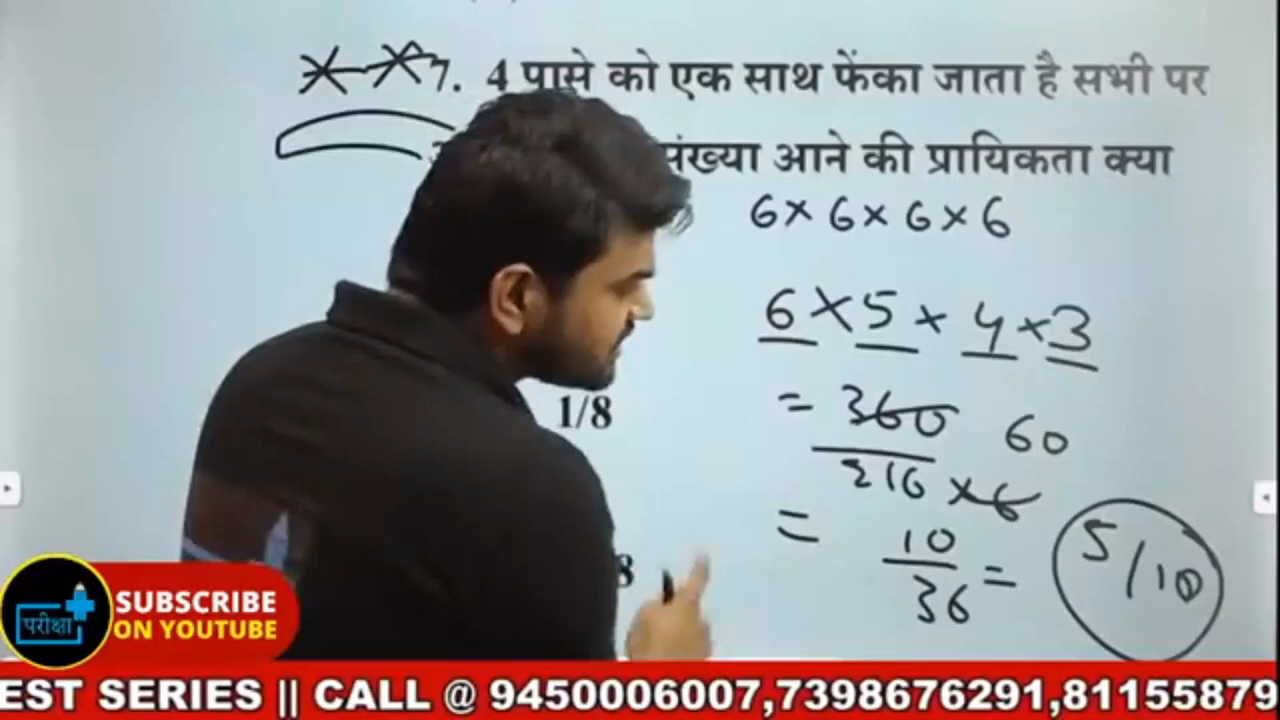 7. 4 पासे को एक साथ फेंका जाता है सभी पर
संख्या आने की प्रायिकता क्या
6 × 6 × 6 × 6
6 × 5 × 4 × 3
1/8
= 360 60
216 × 6
= 10
36 =
5/10
8
परीक्षा
SUBSCRIBE
ON YOUTUBE
EST SERIES || CALL @ 9450006007,7398676291,81155879